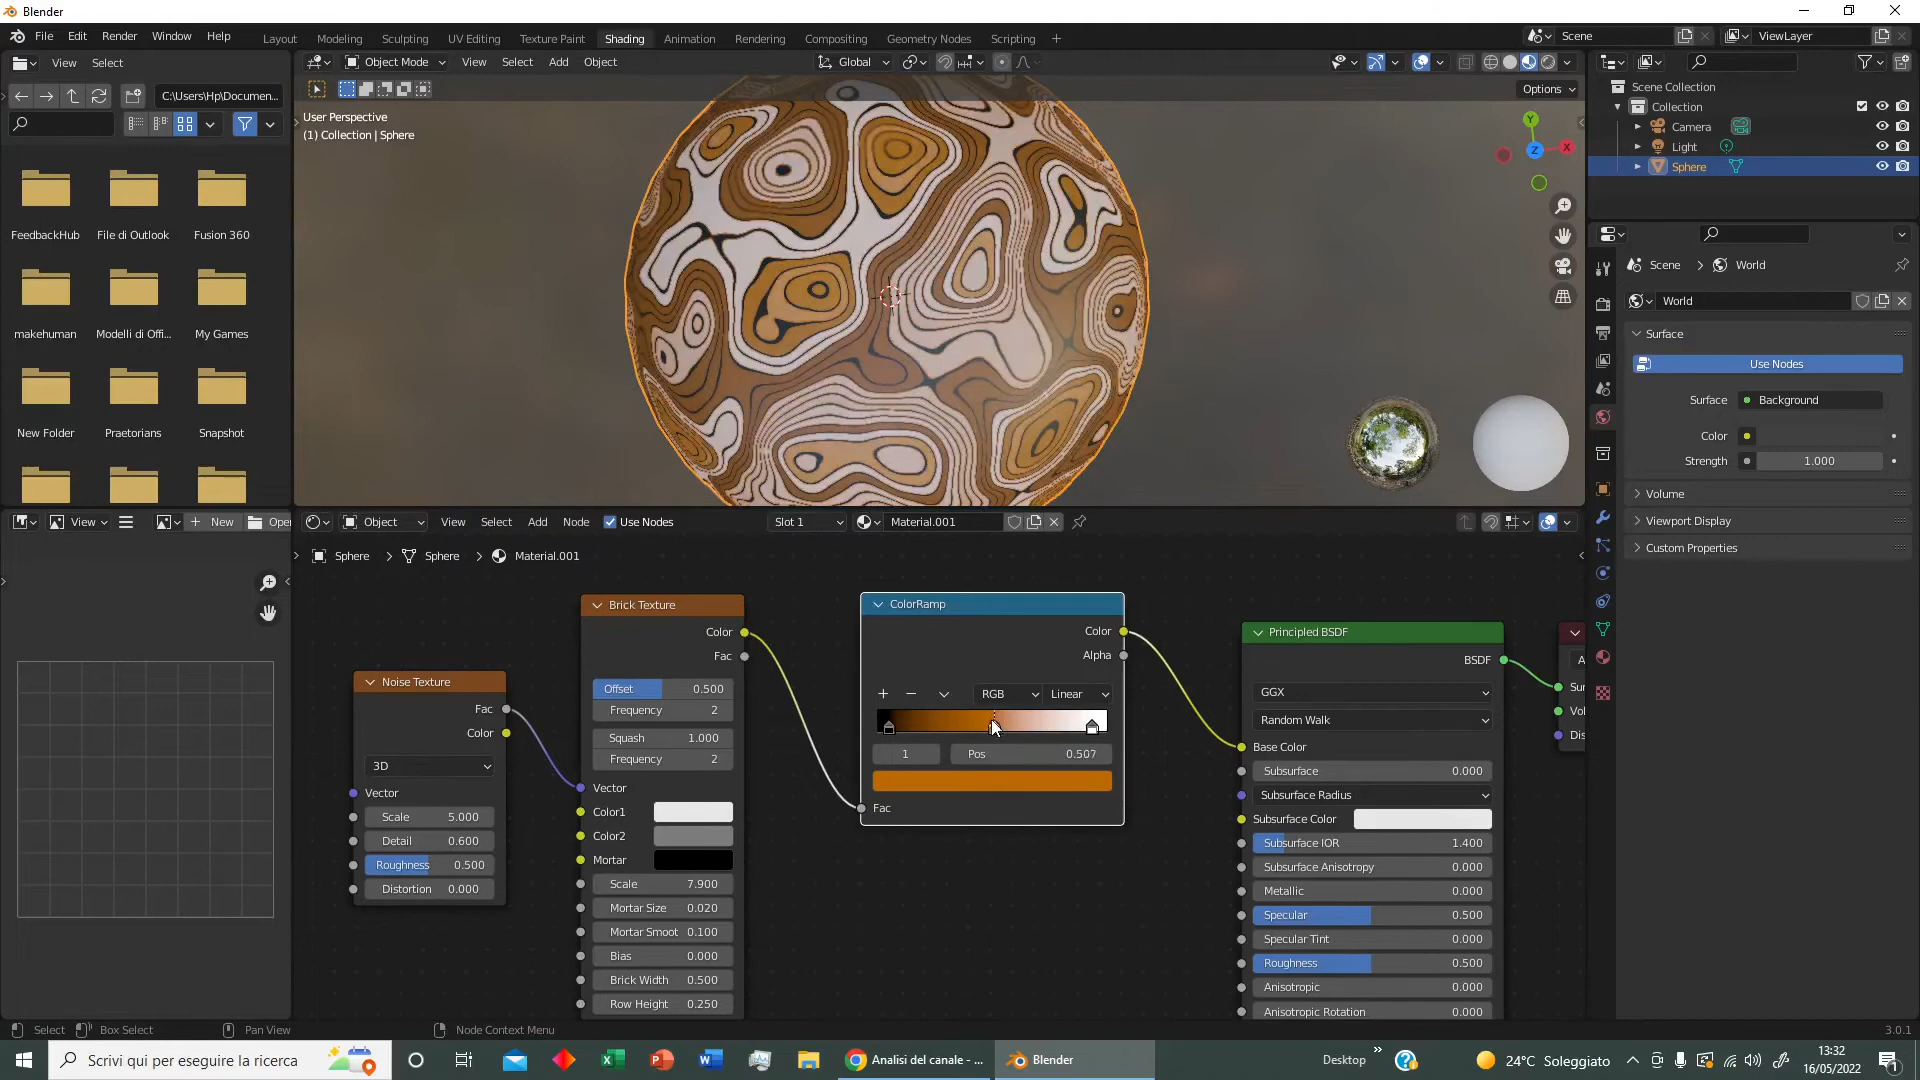 Blender
File Edit Render Window Help
Layout Modeling Sculpting UV Editing Texture Paint Shading Animation Rendering Compositing Geometry Nodes Scripting +
Scene ViewLayer
View Select
C:\Users\Hp\Documen...
FeedbackHub File di Outlook Fusion 360
makehuman Modelli di Offi... My Games
New Folder Praetorians Snapshot
Object Mode View Select Add Object Global
Options
User Perspective
(1) Collection | Sphere
Y
X
Z
Scene Collection
Collection
Camera
Light
Sphere
Scene > World
World
Surface
Use Nodes
Surface Background
Color
Strength 1.000
Volume
Viewport Display
Custom Properties
View New Open
Object View Select Add Node Use Nodes Slot 1 Material.001
Sphere > Sphere > Material.001
Noise Texture
Fac
Color
3D
Vector
Scale 5.000
Detail 0.600
Roughness 0.500
Distortion 0.000
Brick Texture
Color
Fac
Offset 0.500
Frequency 2
Squash 1.000
Frequency 2
Vector
Color1
Color2
Mortar
Scale 7.900
Mortar Size 0.020
Mortar Smoot 0.100
Bias 0.000
Brick Width 0.500
Row Height 0.250
ColorRamp
Color
Alpha
+ − RGB Linear
1 Pos 0.507
Fac
Principled BSDF
BSDF
GGX
Random Walk
Base Color
Subsurface 0.000
Subsurface Radius
Subsurface Color
Subsurface IOR 1.400
Subsurface Anisotropy 0.000
Metallic 0.000
Specular 0.500
Specular Tint 0.000
Roughness 0.500
Anisotropic 0.000
Anisotropic Rotation 0.000
A
Sur
Vol
Dis
Select Box Select Pan View Node Context Menu 3.0.1
Scrivi qui per eseguire la ricerca
Analisi del canale - ... Blender
Desktop » 24°C Soleggiato
13:32
16/05/2022
1